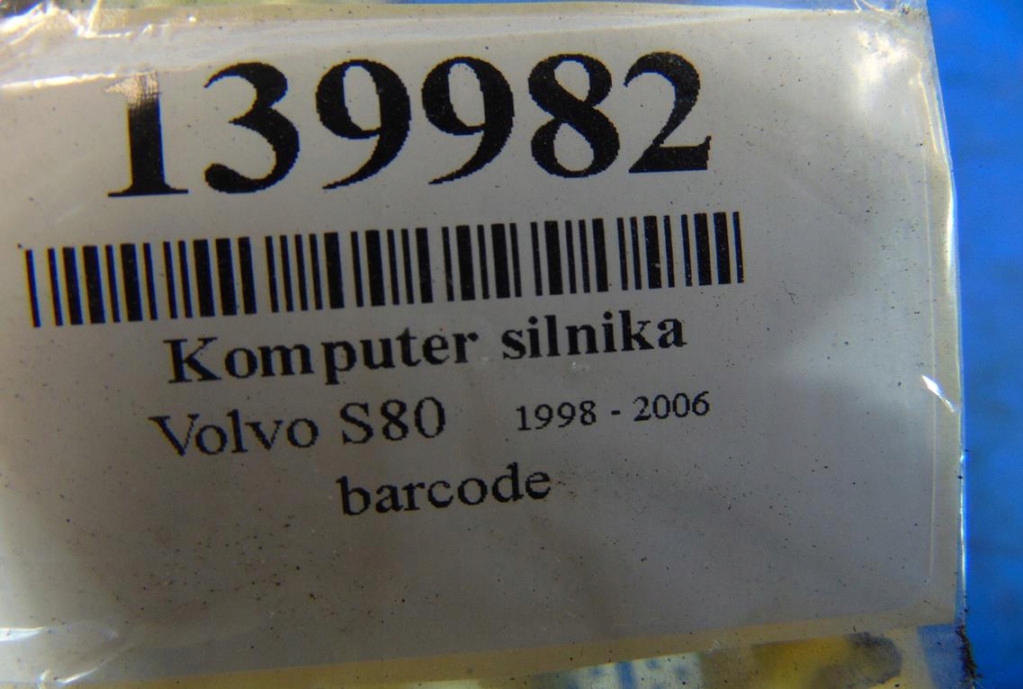 139982
Komputer silnika
Volvo S80 1998 - 2006
barcode